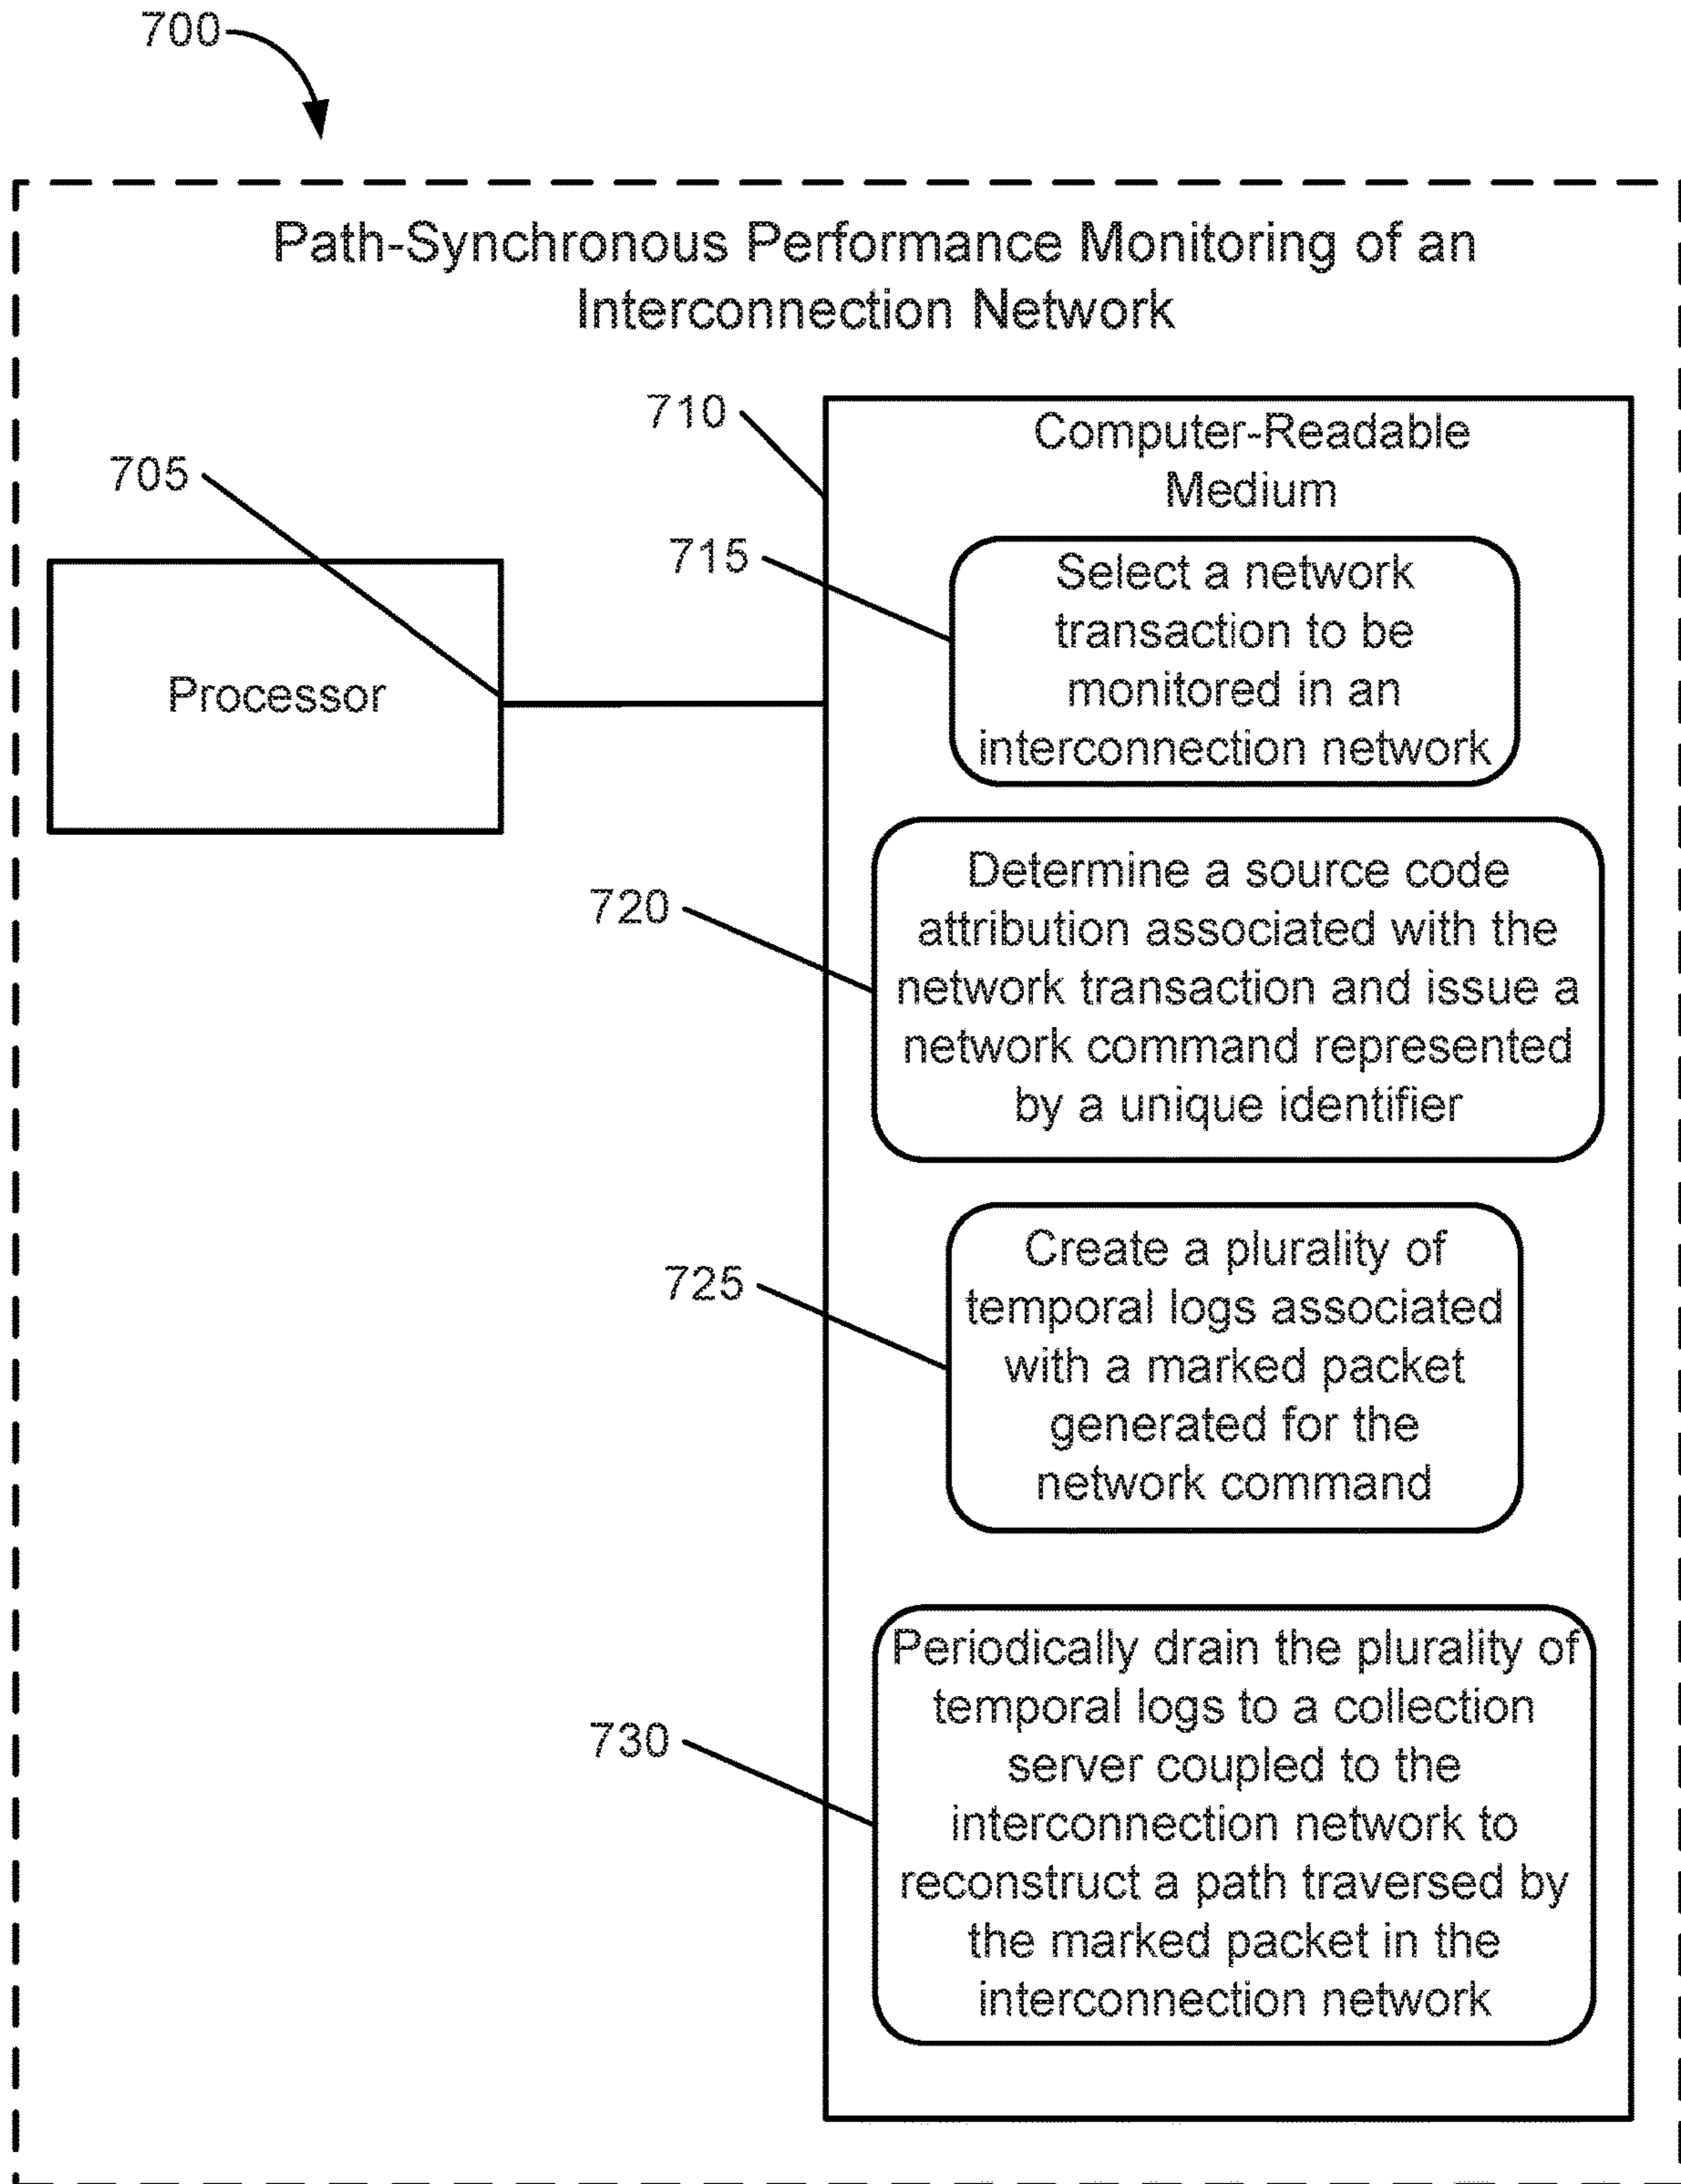 700
Path-Synchronous Performance Monitoring of an
Interconnection Network
710
Computer-Readable
Medium
705
Processor
715
Select a network
transaction to be
monitored in an
interconnection network
720
Determine a source code
attribution associated with the
network transaction and issue a
network command represented
by a unique identifier
725
Create a plurality of
temporal logs associated
with a marked packet
generated for the
network command
730
Periodically drain the plurality of
temporal logs to a collection
server coupled to the
interconnection network to
reconstruct a path traversed by
the marked packet in the
interconnection network